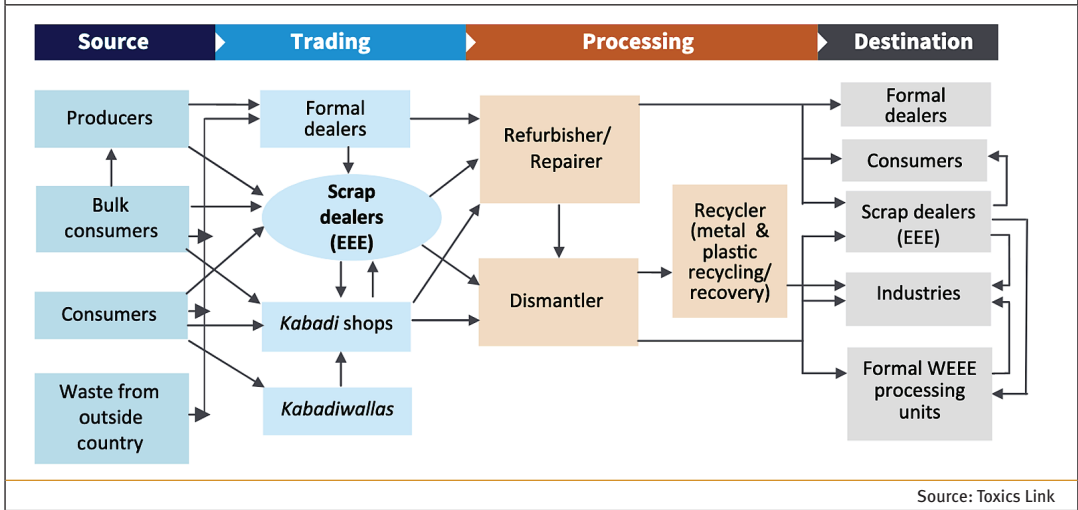 Source
Trading
Processing
Destination
Producers
Bulk
consumers
Consumers
Waste from
outside
country
Formal
dealers
Scrap
dealers
(EEE)
Kabadi shops
Kabadiwallas
Refurbisher/
Repairer
Dismantler
Recycler
(metal &
plastic
recycling/
recovery)
Formal
dealers
Consumers
Scrap dealers
(EEE)
Industries
Formal WEEE
processing
units
Source: Toxics Link